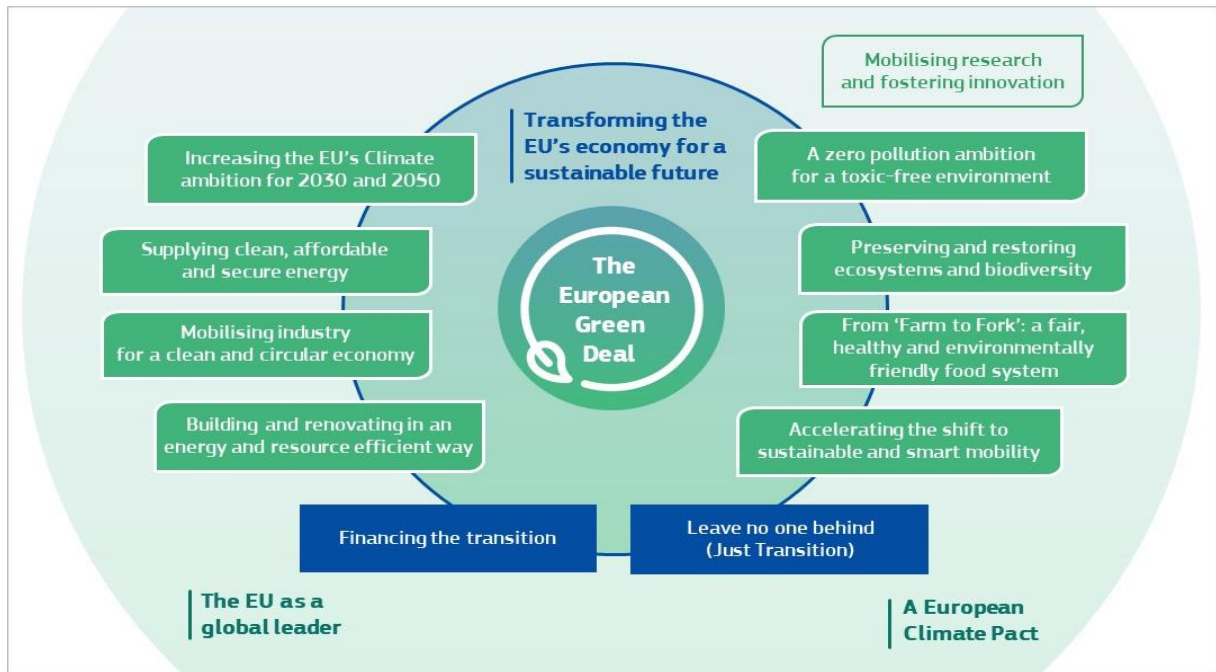 Mobilising research
and fostering innovation
Transforming the
EU's economy for a
sustainable future
Increasing the EU's Climate
ambition for 2030 and 2050
A zero pollution ambition
for a toxic-free environment
Supplying clean, affordable
and secure energy
Preserving and restoring
ecosystems and biodiversity
The
European
Green
Deal
Mobilising industry
for a clean and circular economy
From ‘Farm to Fork’: a fair,
healthy and environmentally
friendly food system
Building and renovating in an
energy and resource efficient way
Accelerating the shift to
sustainable and smart mobility
Financing the transition
Leave no one behind
(Just Transition)
The EU as a
global leader
A European
Climate Pact